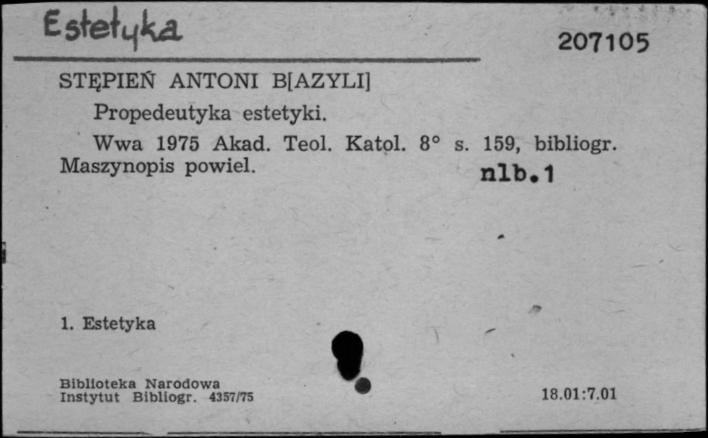 Estetyka
207105
STĘPIEŃ ANTONI B[AZYLI]
Propedeutyka estetyki.
Wwa 1975 Akad. Teol. Katol. 8° s. 159, bibliogr.
Maszynopis powiel.
nlb.1
1. Estetyka
Biblioteka Narodowa
Instytut Bibliogr. 4357/75
18.01:7.01